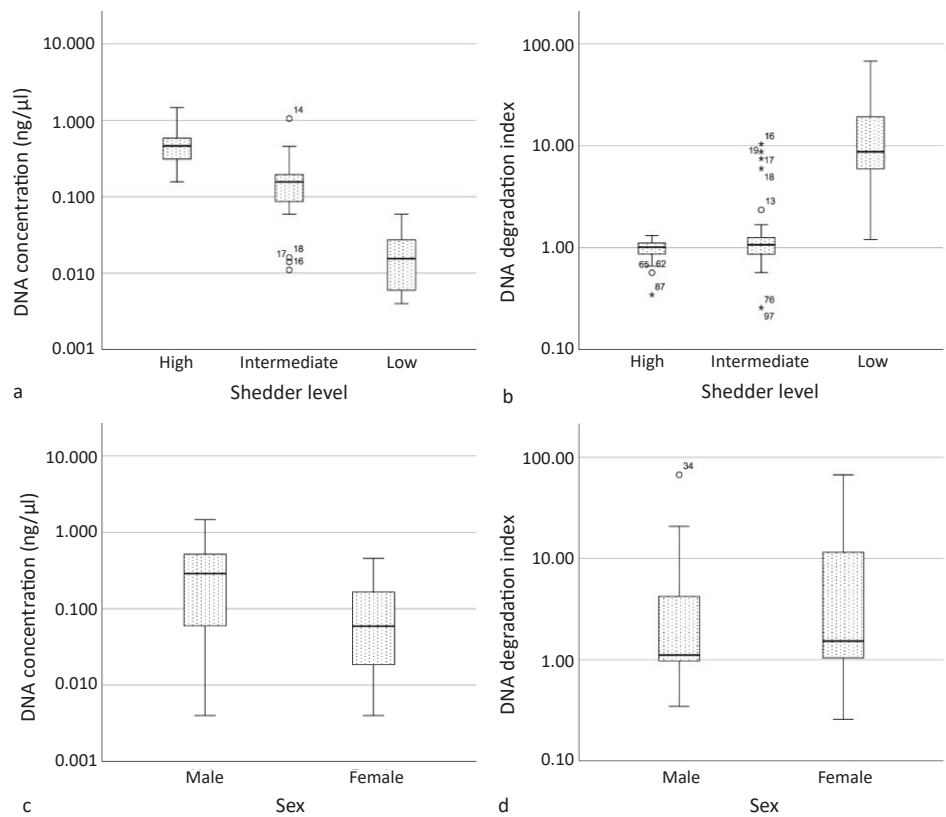 DNA concentration (ng/µl)
10.000
1.000
0.100
0.010
0.001
14
17
18
16
High
Intermediate
Low
a
Shedder level
DNA degradation index
100.00
10.00
1.00
0.10
16
19
17
18
13
65
62
87
76
97
High
Intermediate
Low
b
Shedder level
DNA concentration (ng/µl)
10.000
1.000
0.100
0.010
0.001
Male
Female
c
Sex
DNA degradation index
100.00
10.00
1.00
0.10
34
Male
Female
d
Sex